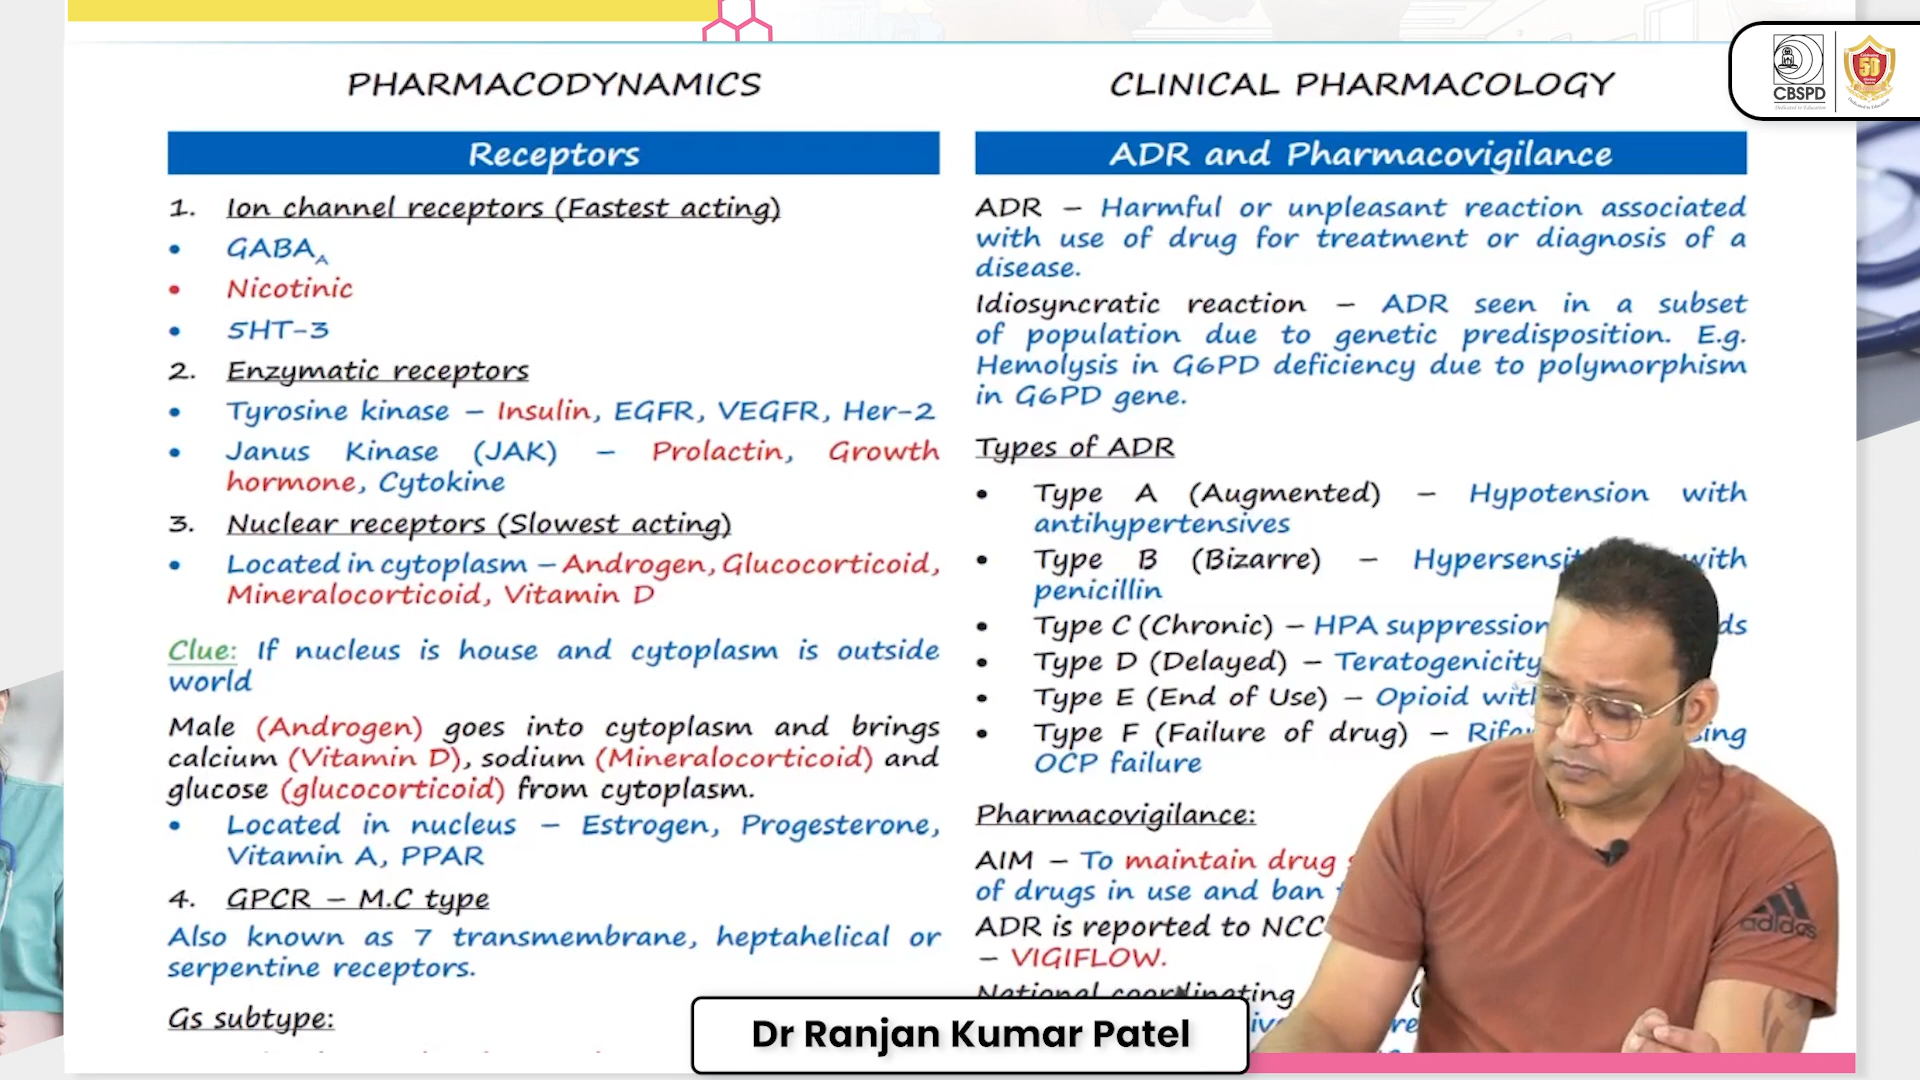 PHARMACODYNAMICS
Receptors
1. Ion channel receptors (Fastest acting)
• GABA_A
• Nicotinic
• 5HT-3
2. Enzymatic receptors
• Tyrosine kinase – Insulin, EGFR, VEGFR, Her-2
• Janus Kinase (JAK) – Prolactin, Growth
hormone, Cytokine
3. Nuclear receptors (Slowest acting)
• Located in cytoplasm – Androgen, Glucocorticoid,
Mineralocorticoid, Vitamin D
Clue: If nucleus is house and cytoplasm is outside
world
Male (Androgen) goes into cytoplasm and brings
calcium (Vitamin D), sodium (Mineralocorticoid) and
glucose (glucocorticoid) from cytoplasm.
• Located in nucleus – Estrogen, Progesterone,
Vitamin A, PPAR
4. GPCR – M.C type
Also known as 7 transmembrane, heptahelical or
serpentine receptors.
Gs subtype:
CLINICAL PHARMACOLOGY
ADR and Pharmacovigilance
ADR – Harmful or unpleasant reaction associated
with use of drug for treatment or diagnosis of a
disease.
Idiosyncratic reaction – ADR seen in a subset
of population due to genetic predisposition. E.g.
Hemolysis in G6PD deficiency due to polymorphism
in G6PD gene.
Types of ADR
• Type A (Augmented) – Hypotension with
antihypertensives
• Type B (Bizarre) – with
penicillin
• Type C (Chronic) – HPA suppression
• Type D (Delayed) – Teratogenicity
• Type E (End of Use) – Opioid
• Type F (Failure of drug) –
OCP failure
Pharmacovigilance:
AIM – To maintain drug
of drugs in use and ban
ADR is reported to NCC
– VIGIFLOW.
National coordinating
CBSPD
Dedicated to Education
50
adidas
Dr Ranjan Kumar Patel